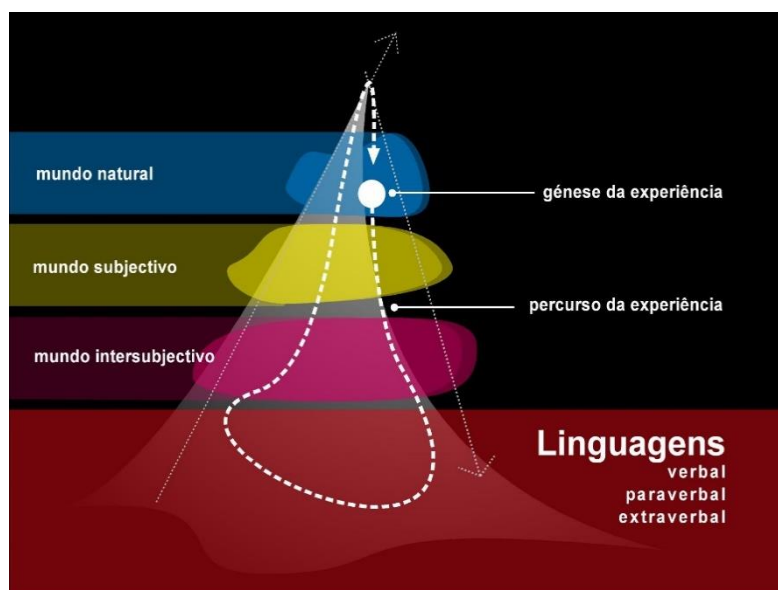 mundo natural
génese da experiência
mundo subjectivo
percurso da experiência
mundo intersubjectivo
Linguagens
verbal
paraverbal
extraverbal